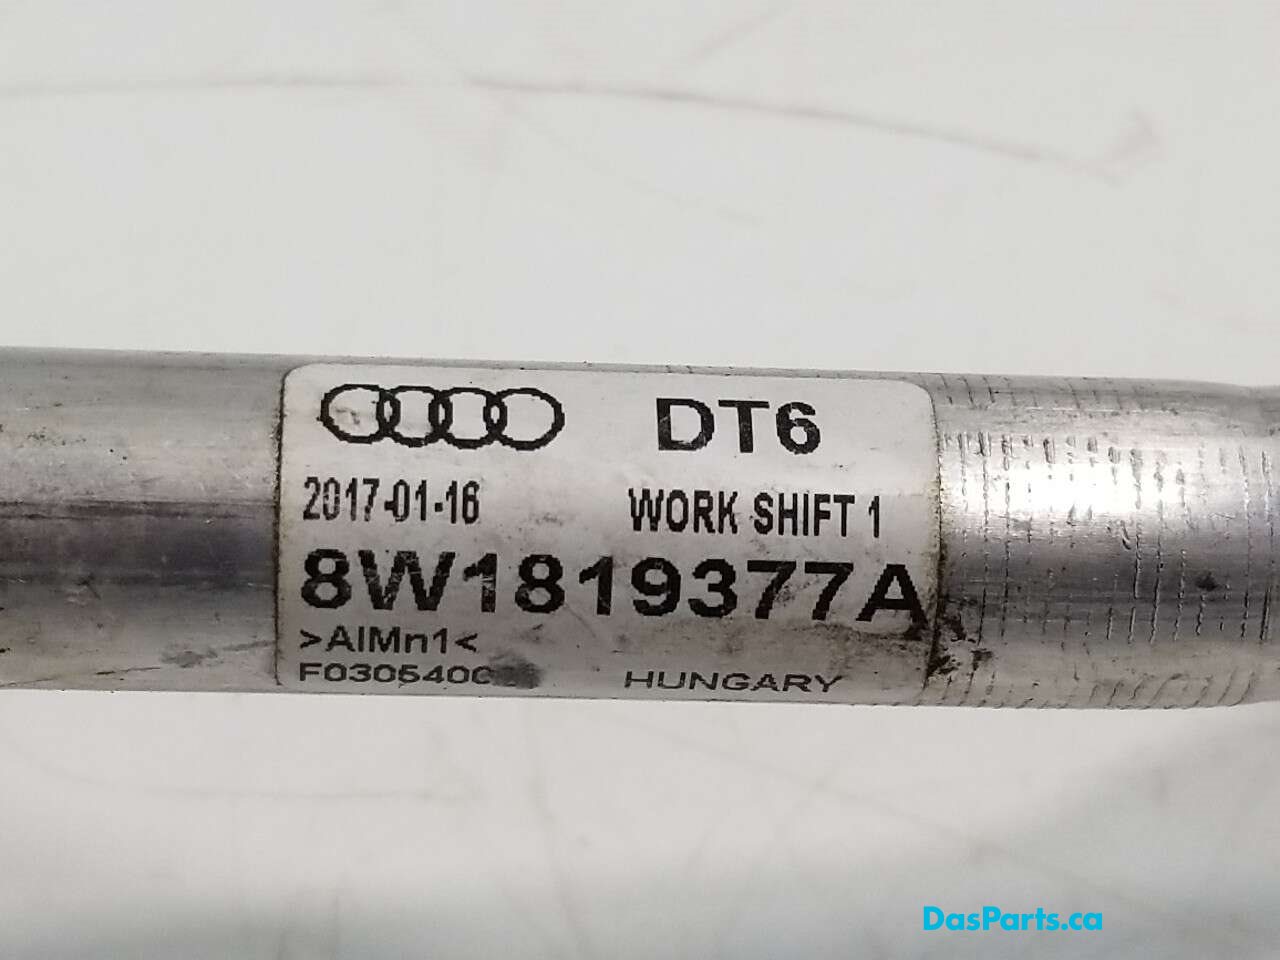 DT6
2017-01-16 WORK SHIFT 1
8W1819377A
>AlMn1<
HUNGARY
DasParts.ca